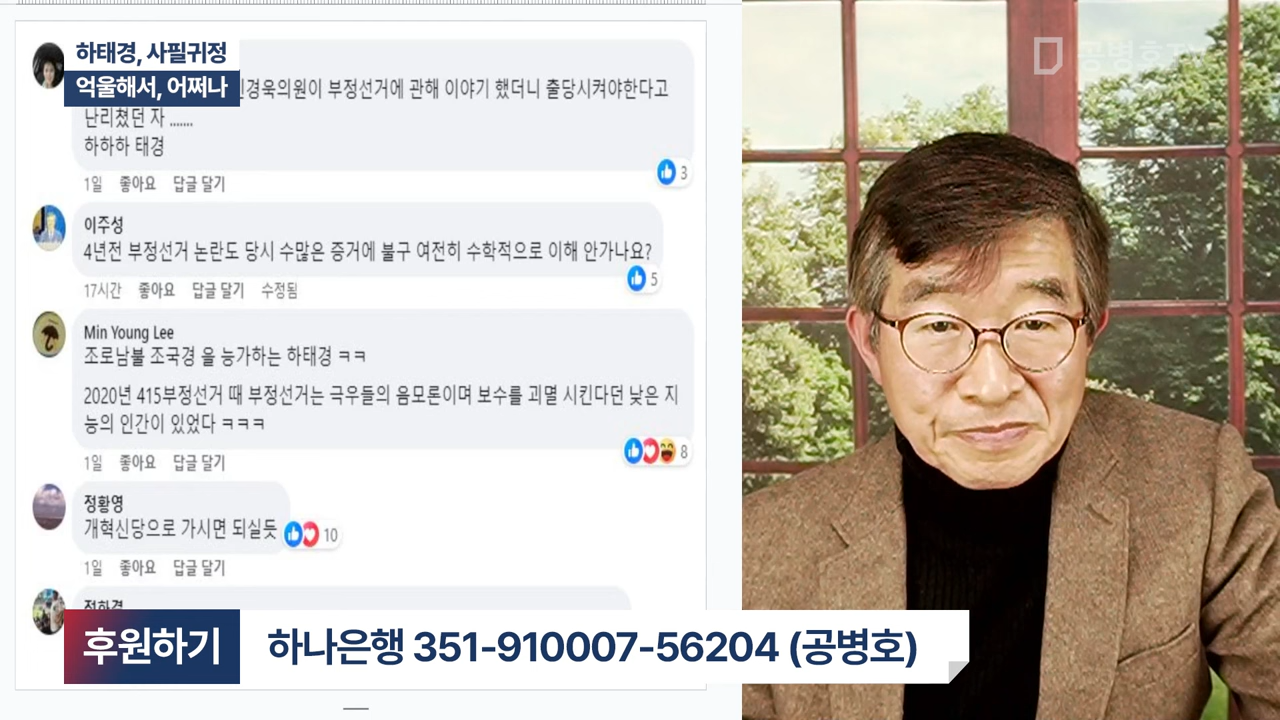 하태경, 사필귀정
억울해서, 어쩌나
민경욱의원이 부정선거에 관해 이야기 했더니 출당시켜야한다고
난리쳤던 자 .......
하하하 태경
3
1일 좋아요 답글 달기
이주성
4년전 부정선거 논란도 당시 수많은 증거에 불구 여전히 수학적으로 이해 안가나요?
5
17시간 좋아요 답글 달기 수정됨
Min Young Lee
조로남불 조국경 을 능가하는 하태경 ㅋㅋ
2020년 415부정선거 때 부정선거는 극우들의 음모론이며 보수를 괴멸 시킨다던 낮은 지
능의 인간이 있었다 ㅋㅋㅋ
8
1일 좋아요 답글 달기
정황영
개혁신당으로 가시면 되실듯
10
1일 좋아요 답글 달기
후원하기
하나은행 351-910007-56204 (공병호)
공병호TV